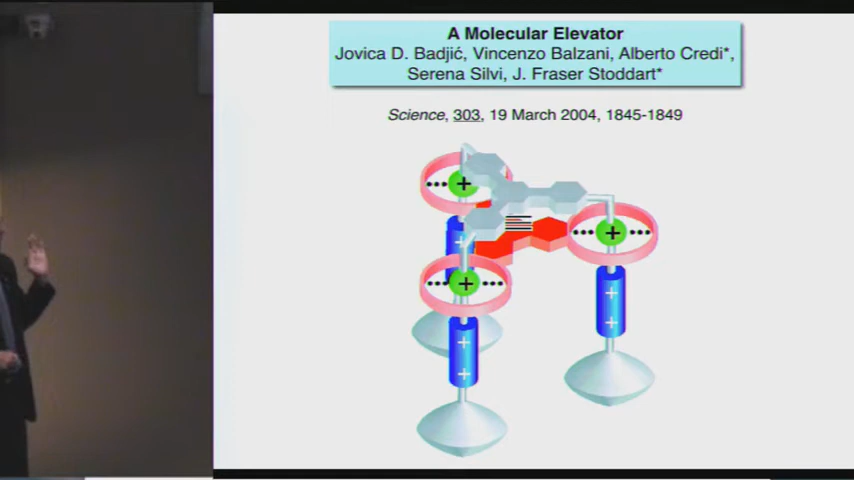 A Molecular Elevator
Jovica D. Badjić, Vincenzo Balzani, Alberto Credi*,
Serena Silvi, J. Fraser Stoddart*
Science, 303, 19 March 2004, 1845-1849
+
+
+
+
+
+
+
+